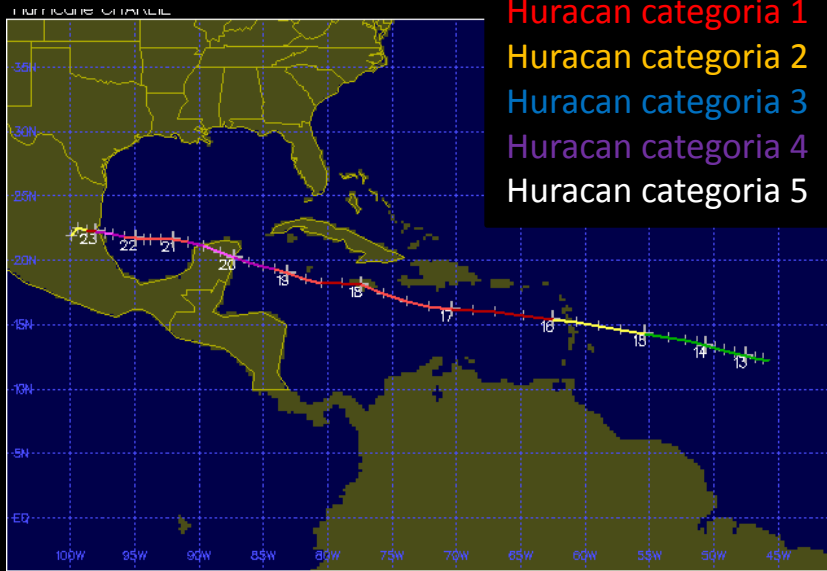 Hurricane CHARLIE
Huracan categoria 1
Huracan categoria 2
Huracan categoria 3
Huracan categoria 4
Huracan categoria 5
35N
30N
25N
20N
15N
10N
5N
EQ
23
22
21
20
19
18
17
16
15
14
13
100W
95W
90W
85W
80W
75W
70W
65W
60W
55W
50W
45W